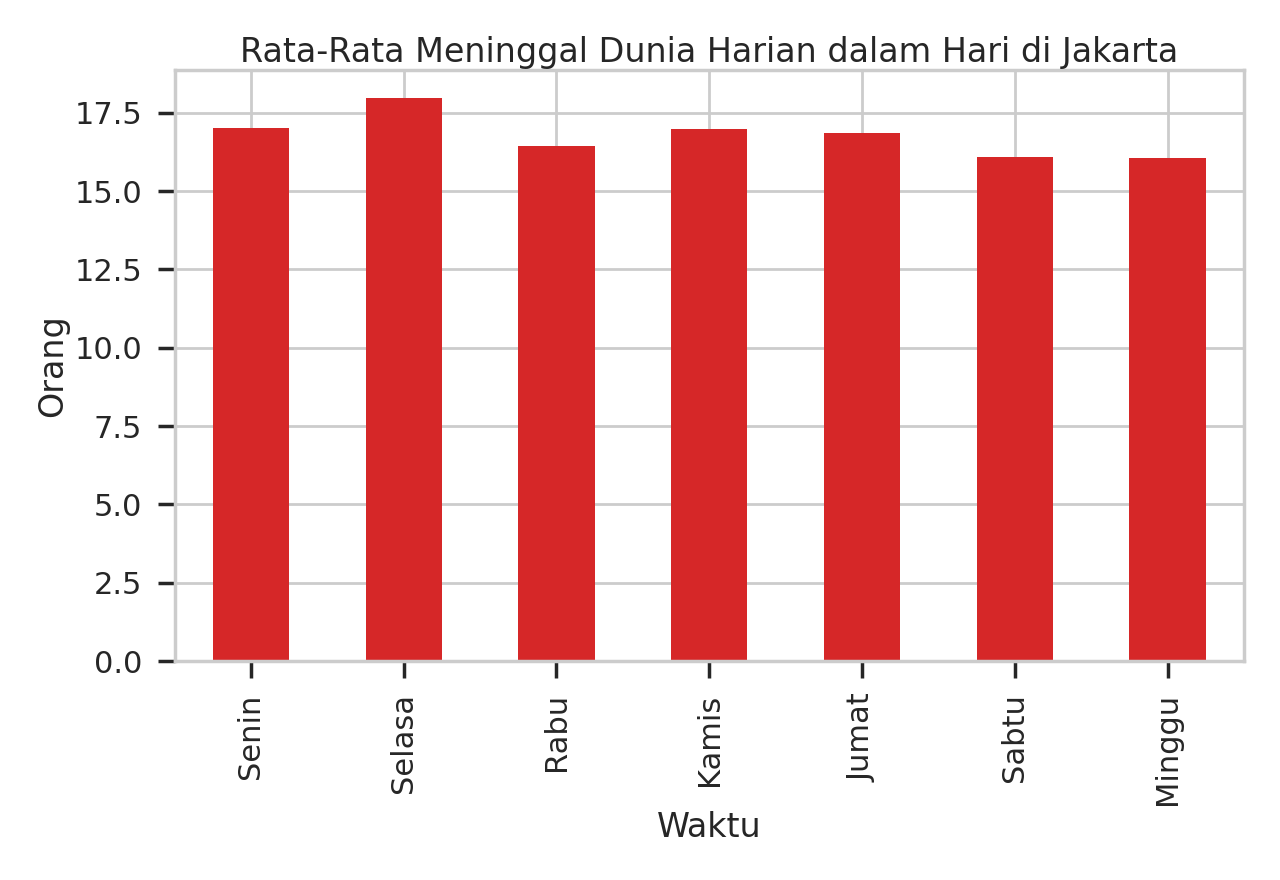 Rata-Rata Meninggal Dunia Harian dalam Hari di Jakarta
17.5
15.0
12.5
10.0
7.5
5.0
2.5
0.0
Orang
Senin
Selasa
Rabu
Kamis
Jumat
Sabtu
Minggu
Waktu